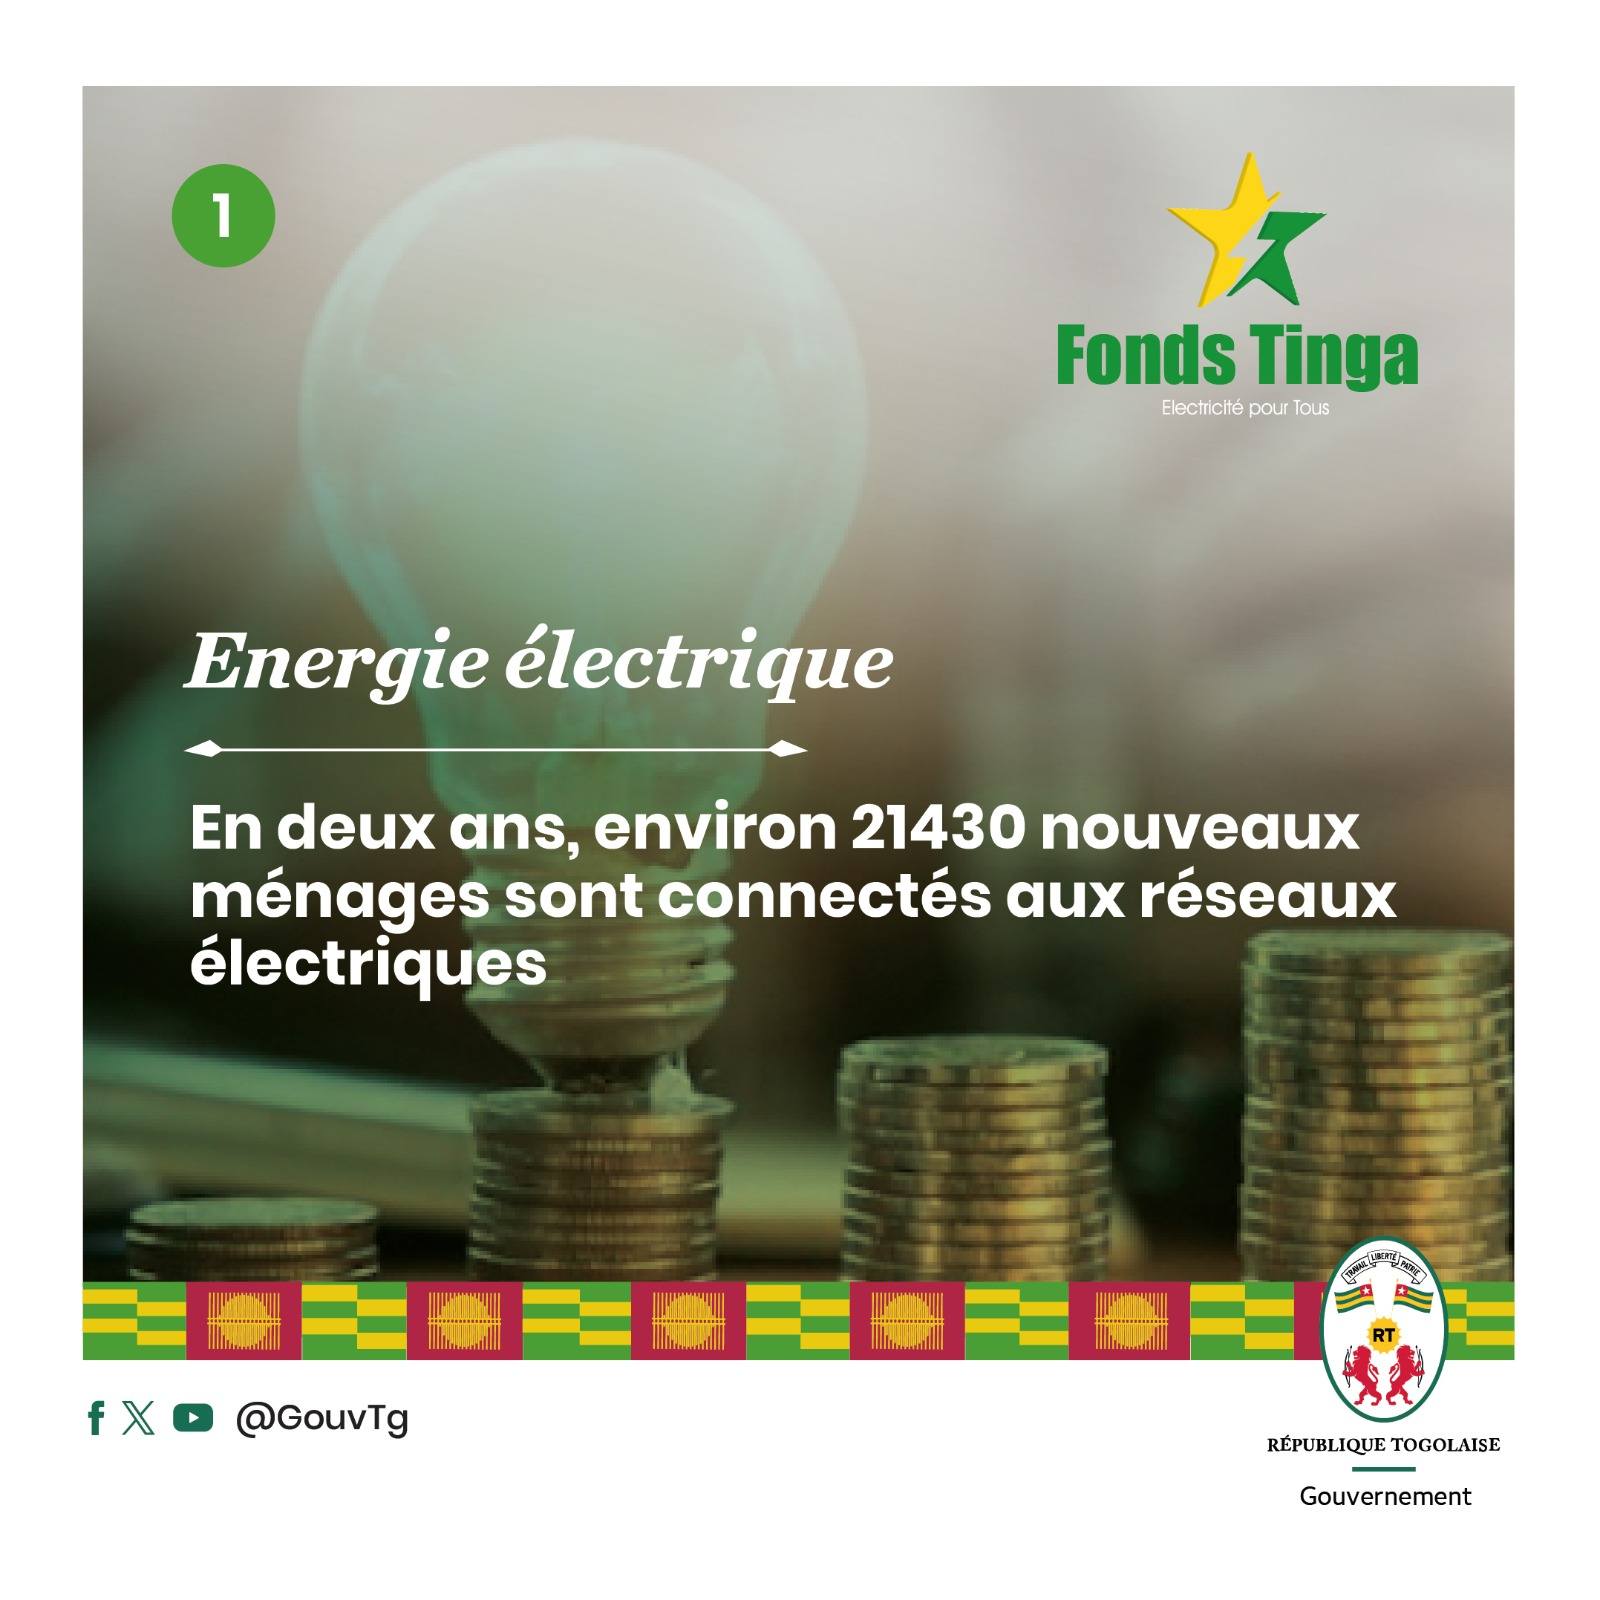 1
Fonds Tinga
Electricité pour Tous
Energie électrique
En deux ans, environ 21430 nouveaux
ménages sont connectés aux réseaux
électriques
TRAVAIL LIBERTÉ PATRIE
RT
@GouvTg
RÉPUBLIQUE TOGOLAISE
Gouvernement